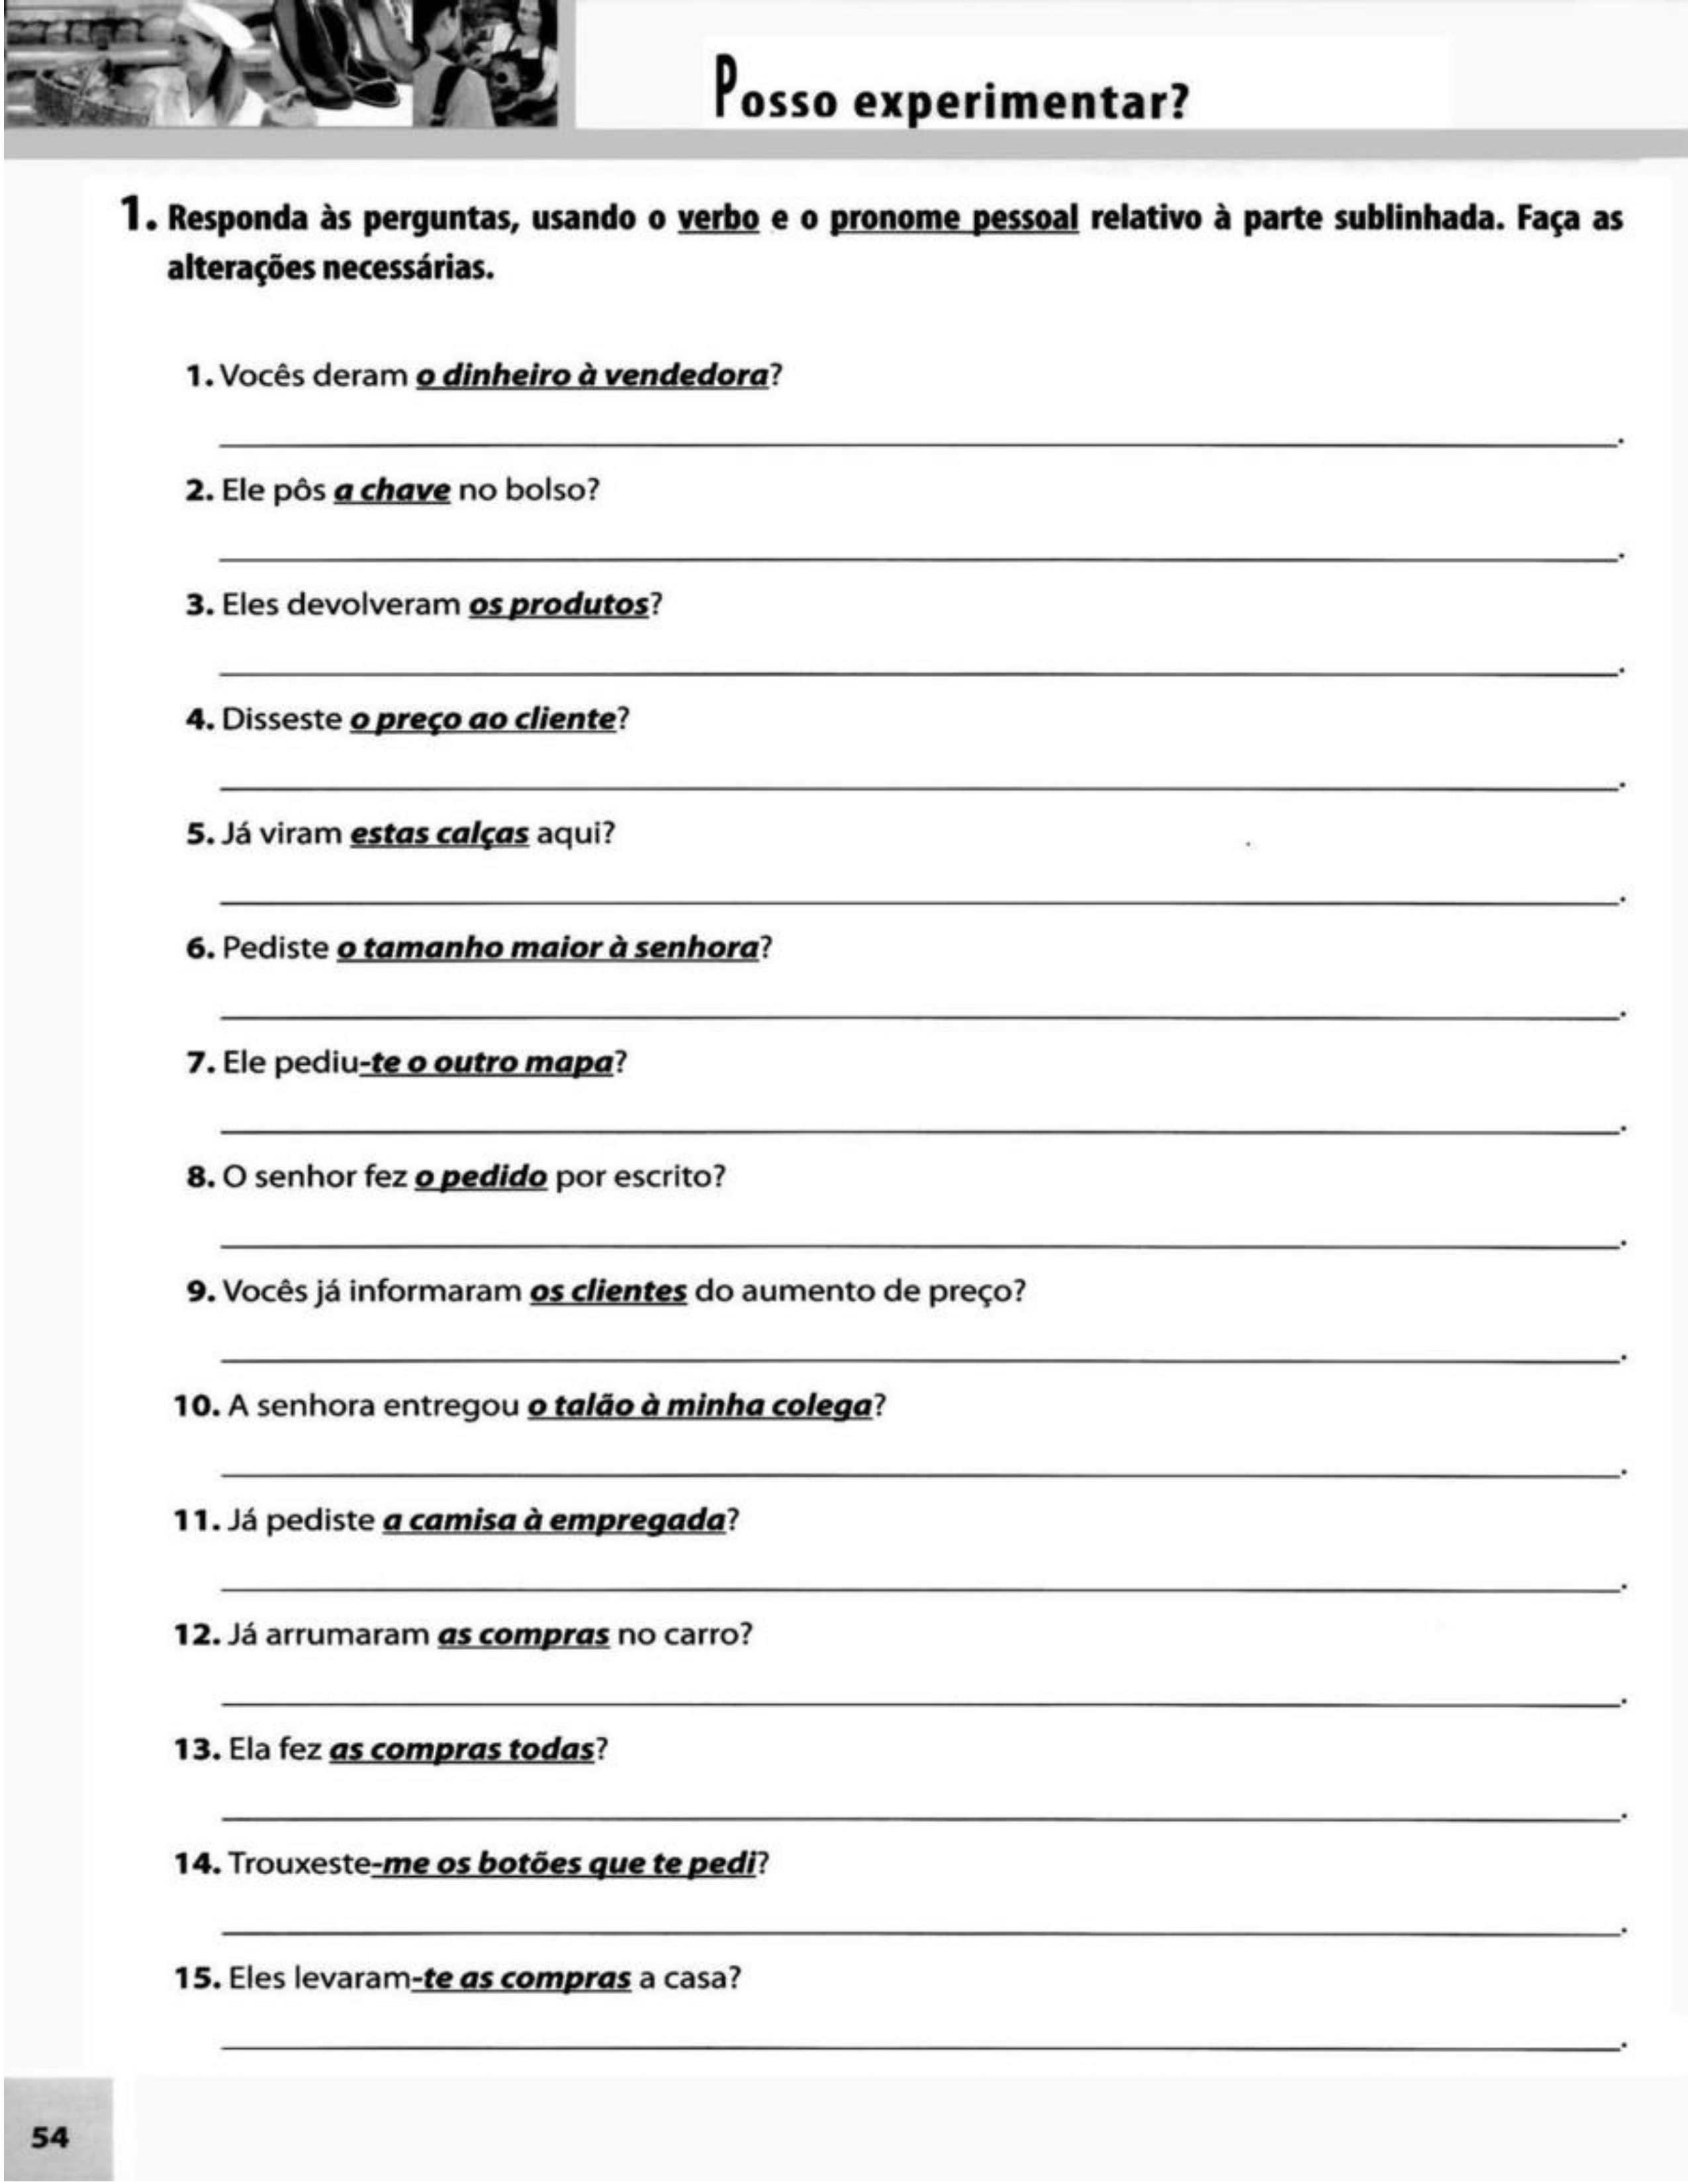 Posso experimentar?
1. Responda às perguntas, usando o verbo e o pronome pessoal relativo à parte sublinhada. Faça as
alterações necessárias.
1. Vocês deram o dinheiro à vendedora?
2. Ele pôs a chave no bolso?
3. Eles devolveram os produtos?
4. Disseste o preço ao cliente?
5. Já viram estas calças aqui?
6. Pediste o tamanho maior à senhora?
7. Ele pediu-te o outro mapa?
8. O senhor fez o pedido por escrito?
9. Vocês já informaram os clientes do aumento de preço?
10. A senhora entregou o talão à minha colega?
11. Já pediste a camisa à empregada?
12. Já arrumaram as compras no carro?
13. Ela fez as compras todas?
14. Trouxeste-me os botões que te pedi?
15. Eles levaram-te as compras a casa?
54